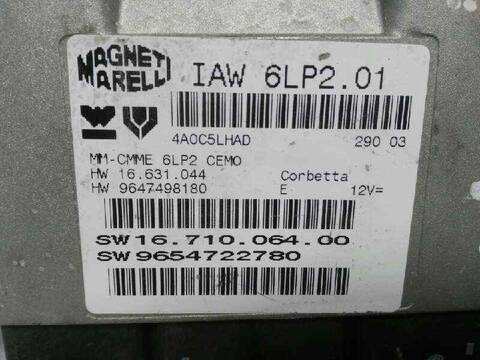 MAGNETI MARELLI
IAW 6LP2.01
4A0C5LHAD 290 03
MM-CMME 6LP2 CEMO
HW 16.631.044 Corbetta
HW 9647498180 E 12V=
SW16.710.064.00
SW9654722780